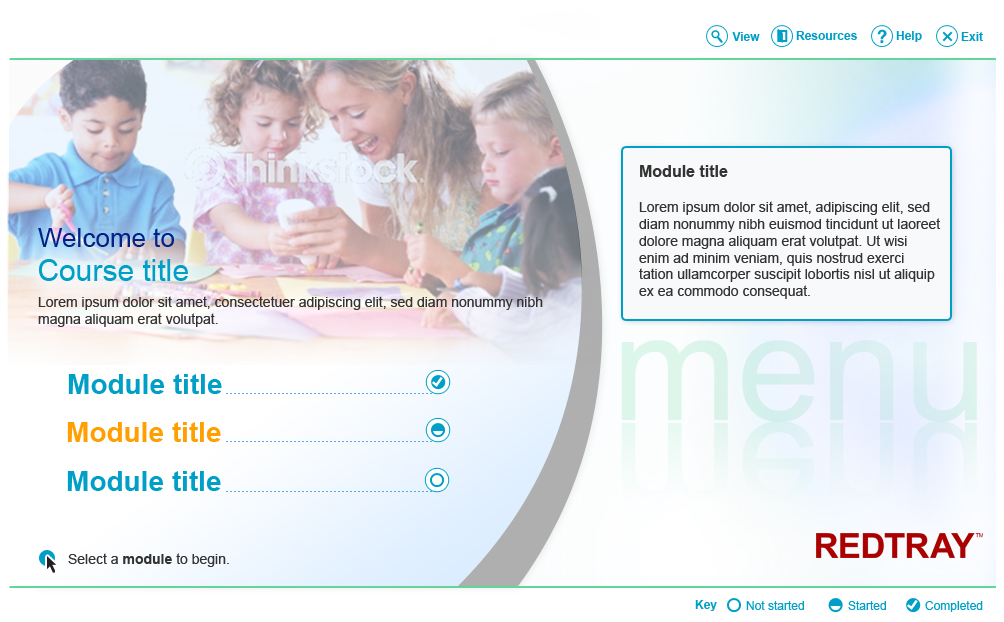 View Resources Help Exit
Thinkstock.
Welcome to
Course title
Lorem ipsum dolor sit amet, consectetuer adipiscing elit, sed diam nonummy nibh
magna aliquam erat volutpat.
Module title
Module title
Module title
Select a module to begin.
Module title
Lorem ipsum dolor sit amet, adipiscing elit, sed
diam nonummy nibh euismod tincidunt ut laoreet
dolore magna aliquam erat volutpat. Ut wisi
enim ad minim veniam, quis nostrud exerci
tation ullamcorper suscipit lobortis nisl ut aliquip
ex ea commodo consequat.
menu
REDTRAY™
Key Not started Started Completed